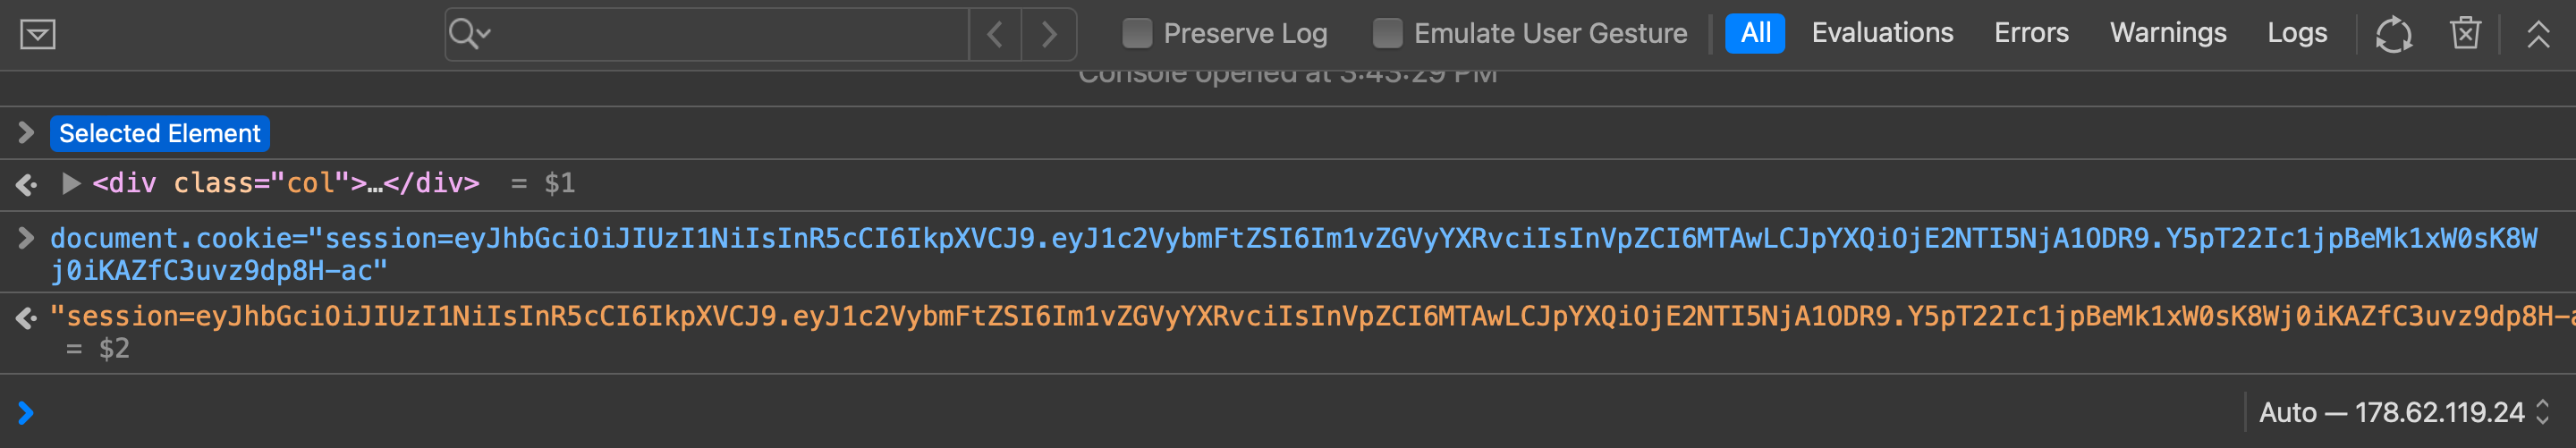 Preserve Log Emulate User Gesture All Evaluations Errors Warnings Logs
Console opened at 3:43:29 PM
Selected Element
<div class="col">…</div> = $1
document.cookie="session=eyJhbGciOiJIUzI1NiIsInR5cCI6IkpXVCJ9.eyJ1c2VybmFtZSI6Im1vZGVyYXRvciIsInVpZCI6MTAwLCJpYXQiOjE2NTI5NjA1ODR9.Y5pT22Ic1jpBeMk1xW0sK8W
j0iKAZfC3uvz9dp8H-ac"
"session=eyJhbGciOiJIUzI1NiIsInR5cCI6IkpXVCJ9.eyJ1c2VybmFtZSI6Im1vZGVyYXRvciIsInVpZCI6MTAwLCJpYXQiOjE2NTI5NjA1ODR9.Y5pT22Ic1jpBeMk1xW0sK8Wj0iKAZfC3uvz9dp8H-a
= $2
Auto — 178.62.119.24